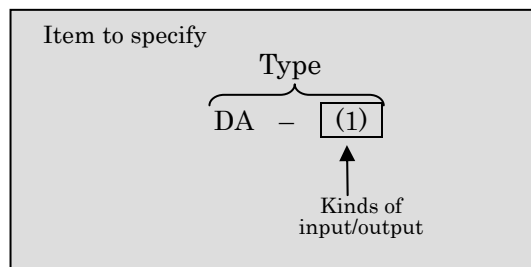 Item to specify
Type
DA – (1)
Kinds of
input/output